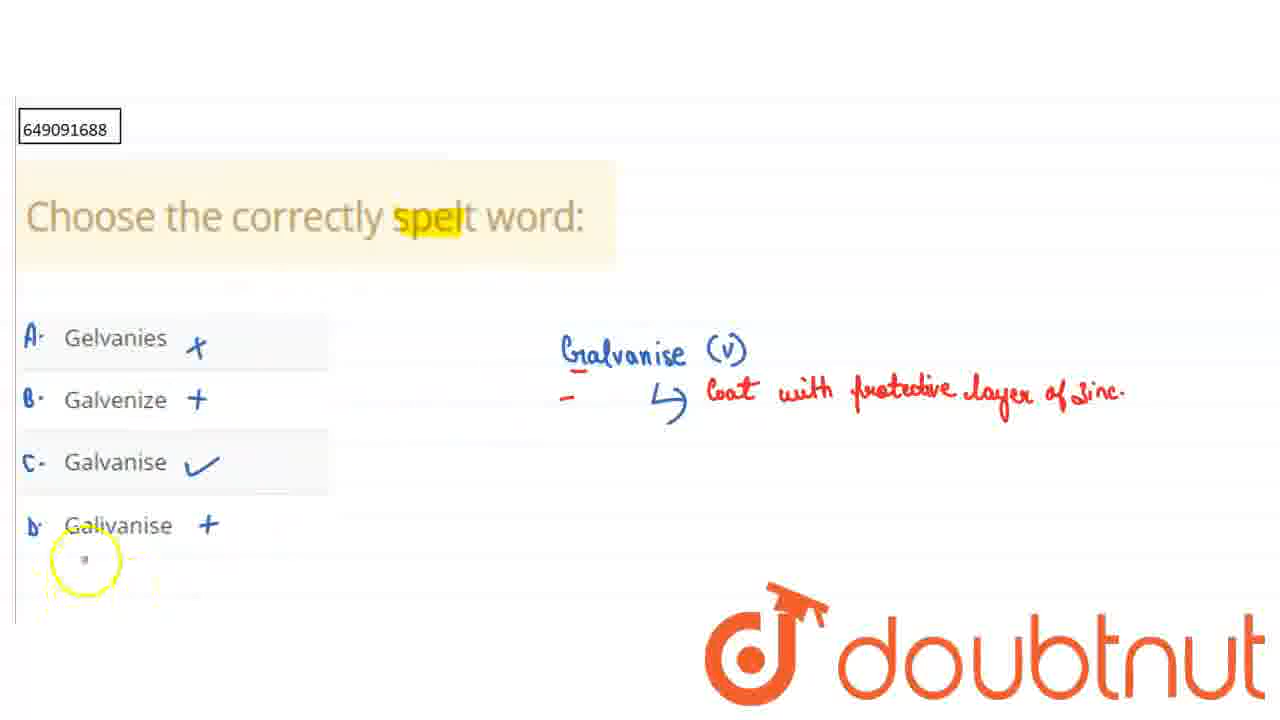 649091688
Choose the correctly spelt word:
A. Gelvanies ×
B. Galvenize ×
C. Galvanise ✓
D. Galivanise ×
Galvanise (v)
↳ Coat with protective layer of zinc.
doubtnut